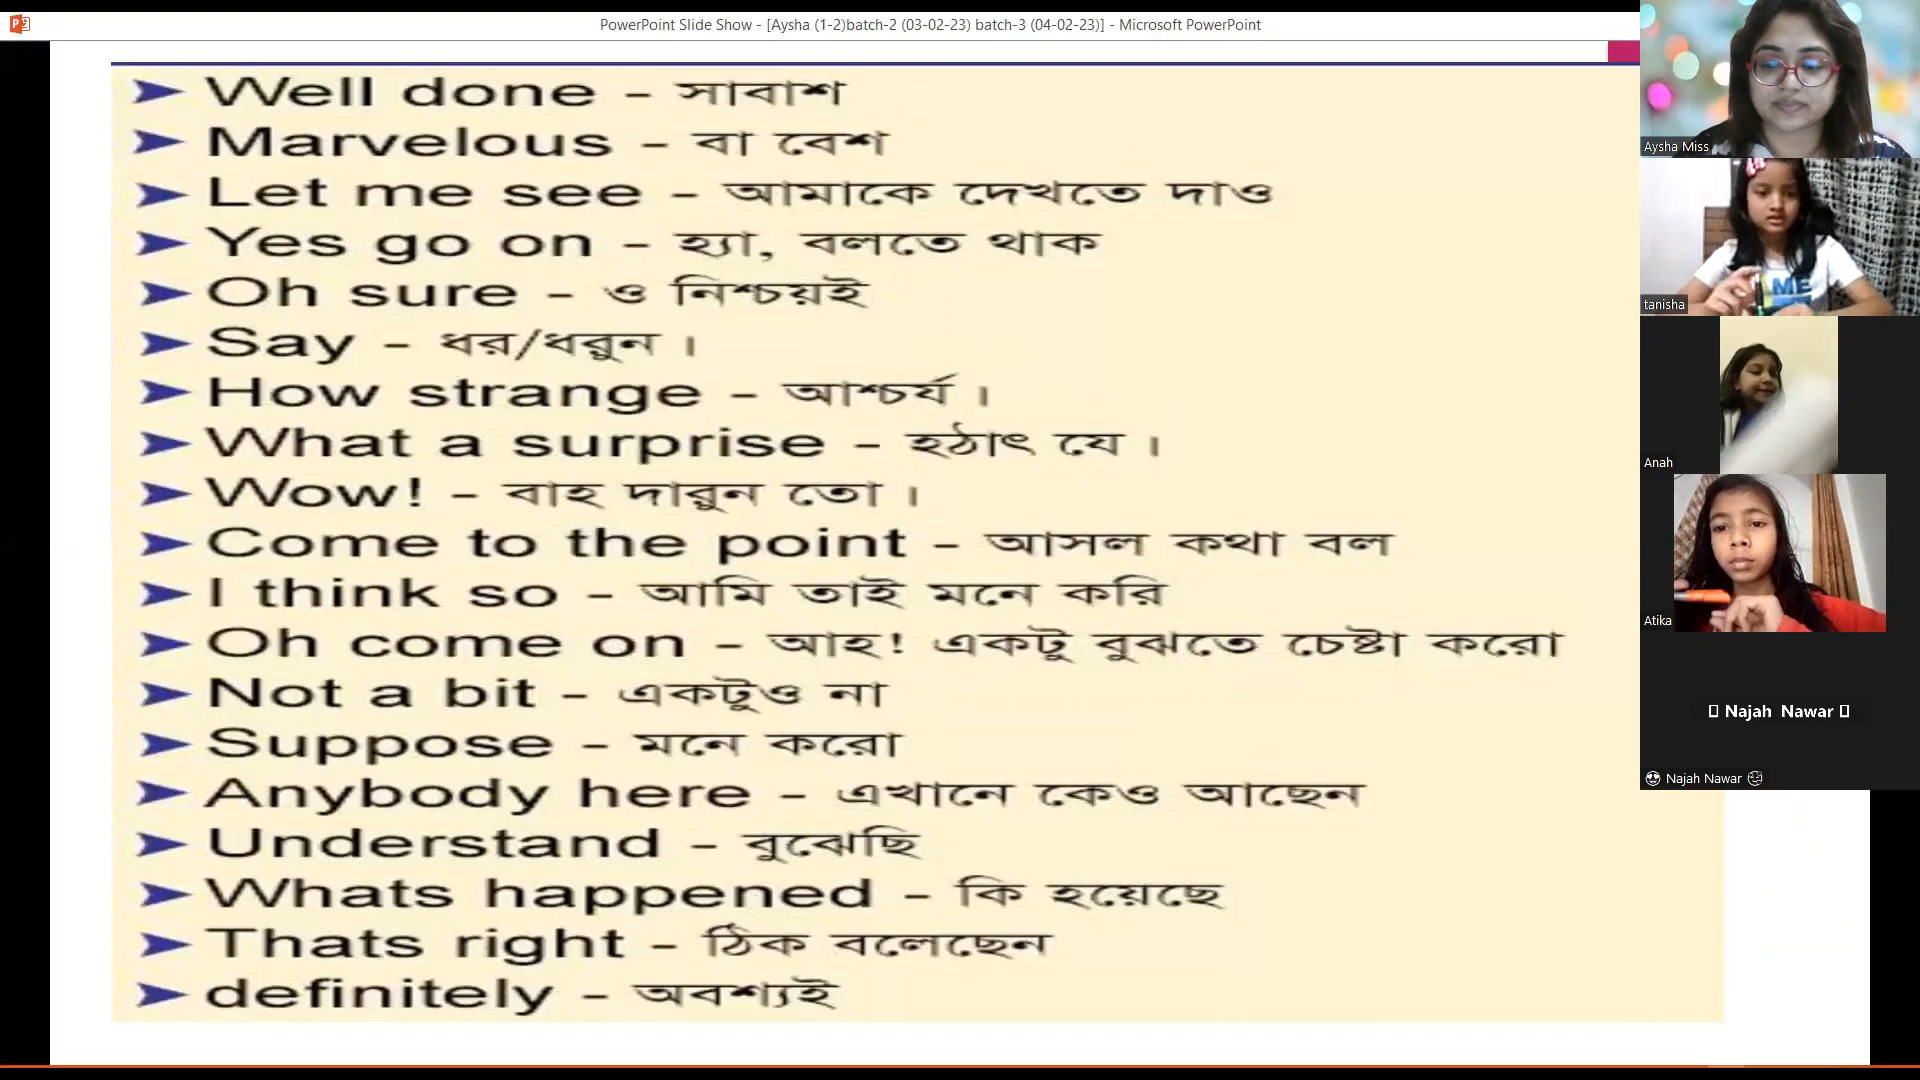 PowerPoint Slide Show - [Aysha (1-2)batch-2 (03-02-23) batch-3 (04-02-23)] - Microsoft PowerPoint
Well done - সাবাশ
Marvelous - বা বেশ
Let me see - আমাকে দেখতে দাও
Yes go on - হ্যা, বলতে থাক
Oh sure - ও নিশ্চয়ই
Say - ধর/ধরুন ।
How strange - আশ্চর্য ।
What a surprise - হঠাৎ যে ।
Wow! - বাহ দারুন তো ।
Come to the point - আসল কথা বল
I think so - আমি তাই মনে করি
Oh come on - আহ! একটু বুঝতে চেষ্টা করো
Not a bit - একটুও না
Suppose - মনে করো
Anybody here - এখানে কেও আছেন
Understand - বুঝেছি
Whats happened - কি হয়েছে
Thats right - ঠিক বলেছেন
definitely - অবশ্যই
Aysha Miss
tanisha
ME
Anah
Atika
Najah Nawar
Najah Nawar